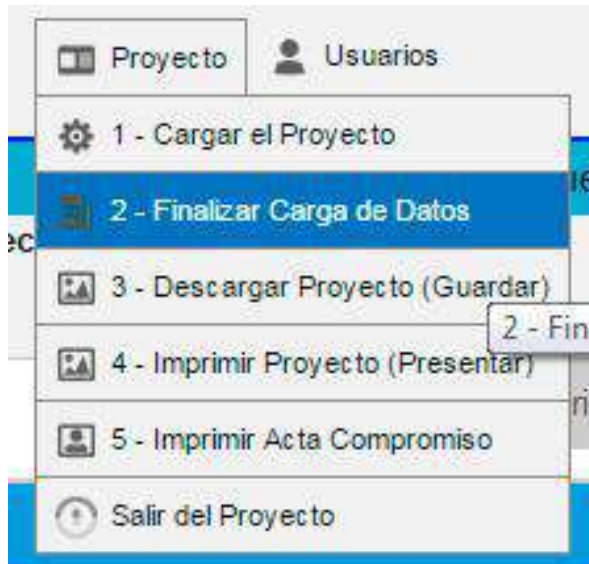 Proyecto Usuarios
1 - Cargar el Proyecto
2 - Finalizar Carga de Datos
3 - Descargar Proyecto (Guardar)
2 - Fin
4 - Imprimir Proyecto (Presentar)
5 - Imprimir Acta Compromiso
Salir del Proyecto